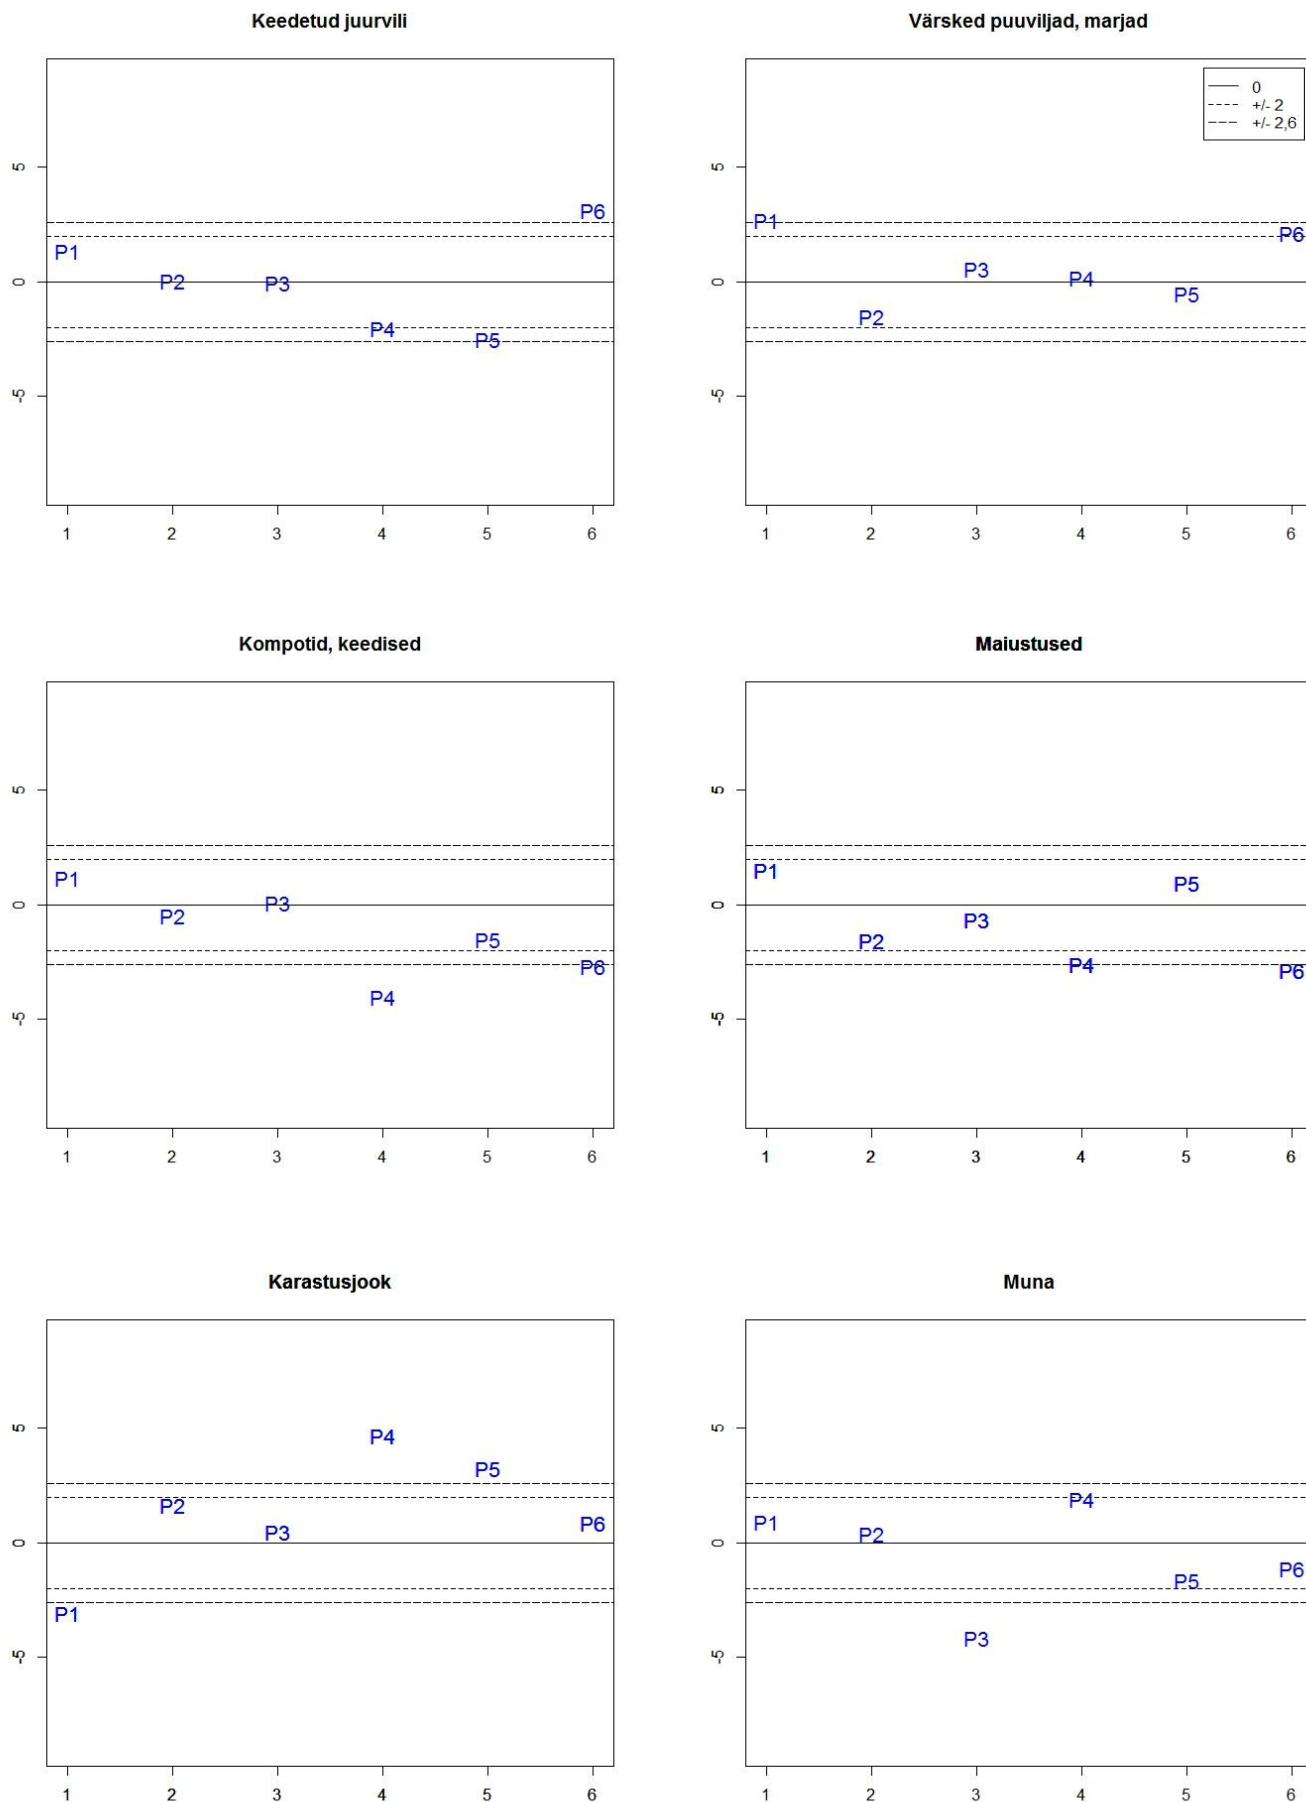 Keedetud juurvili
5
0
-5
P1
P2
P3
P4
P5
P6
1 2 3 4 5 6
Värsked puuviljad, marjad
0
+/- 2
+/- 2,6
5
0
-5
P1
P2
P3
P4
P5
P6
1 2 3 4 5 6
Kompotid, keedised
5
0
-5
P1
P2
P3
P4
P5
P6
1 2 3 4 5 6
Maiustused
5
0
-5
P1
P2
P3
P4
P5
P6
1 2 3 4 5 6
Karastusjook
5
0
-5
P1
P2
P3
P4
P5
P6
1 2 3 4 5 6
Muna
5
0
-5
P1
P2
P3
P4
P5
P6
1 2 3 4 5 6